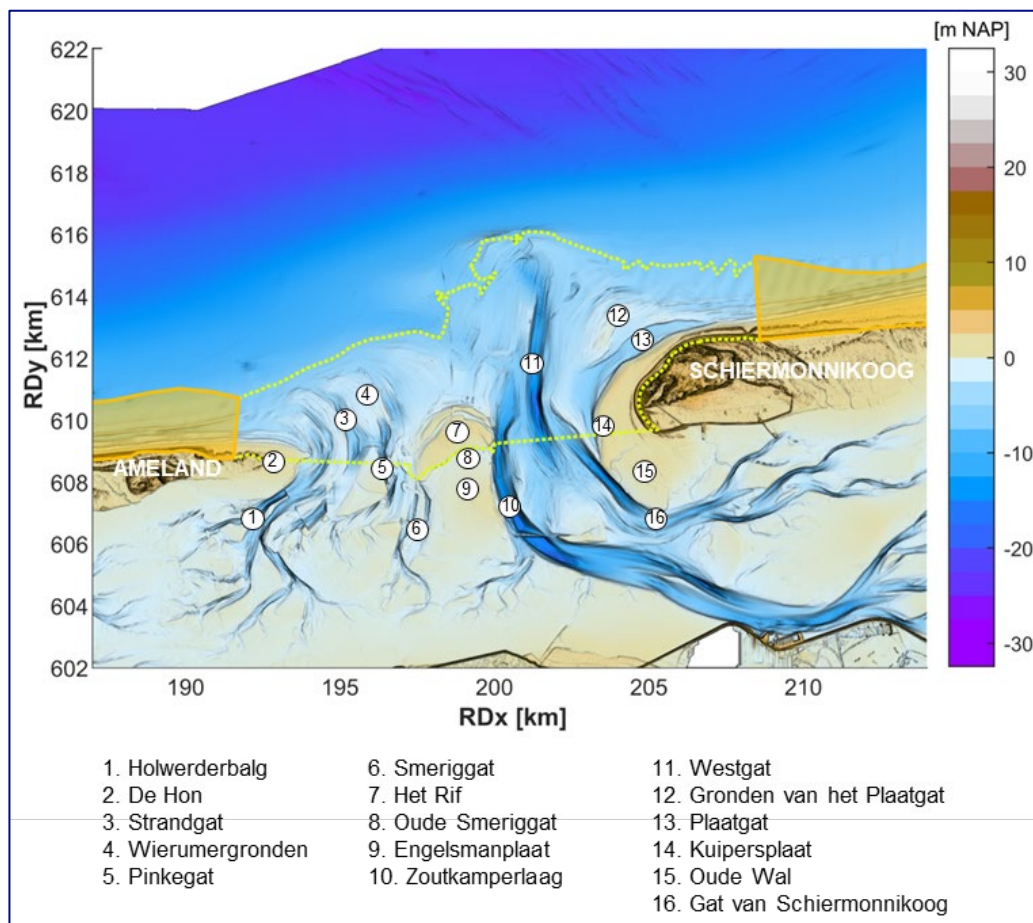 [m NAP]
622
620
618
616
614
612
610
608
606
604
602
RDy [km]
30
20
10
0
-10
-20
-30
12
13
11
SCHIERMONNIKOOG
4
3
14
7
2
AMELAND
5
8
15
9
1
10
16
6
190
195
200
205
210
RDx [km]
1. Holwerderbalg
2. De Hon
3. Strandgat
4. Wierumergronden
5. Pinkegat
6. Smeriggat
7. Het Rif
8. Oude Smeriggat
9. Engelsmanplaat
10. Zoutkamperlaag
11. Westgat
12. Gronden van het Plaatgat
13. Plaatgat
14. Kuipersplaat
15. Oude Wal
16. Gat van Schiermonnikoog